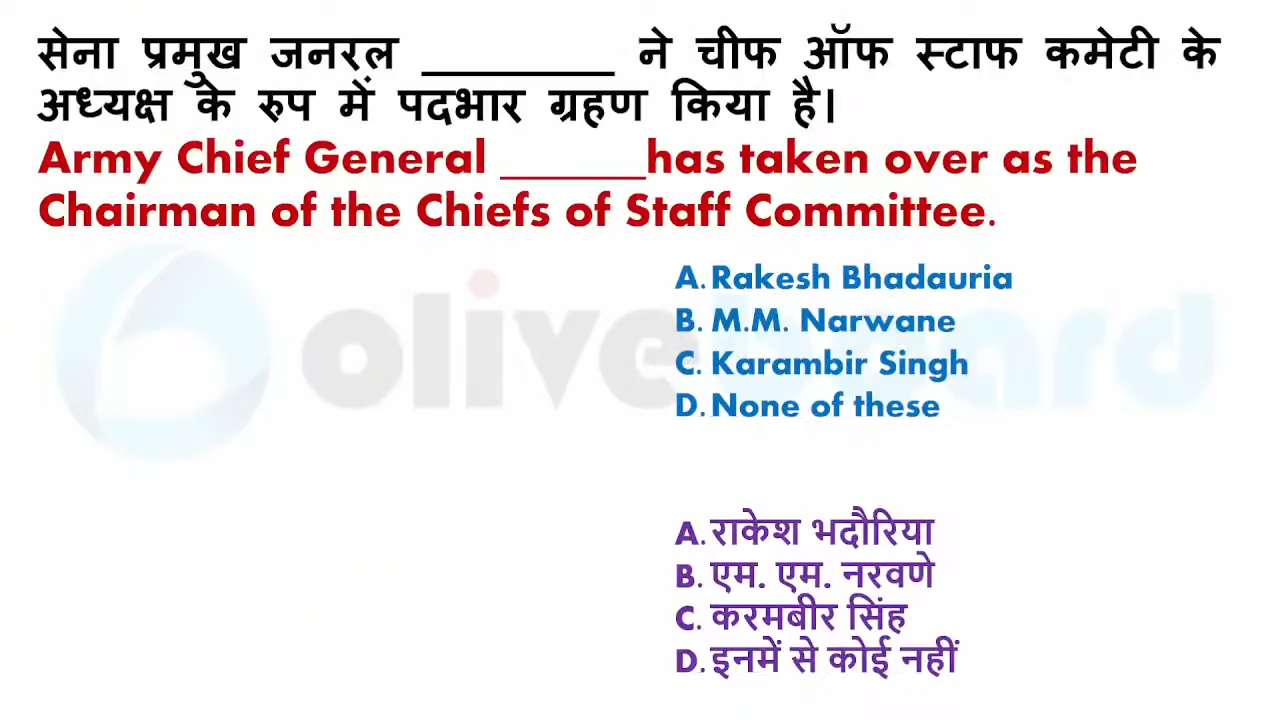 सेना प्रमुख जनरल ________ ने चीफ ऑफ स्टाफ कमेटी के
अध्यक्ष के रुप में पदभार ग्रहण किया है।
Army Chief General ______has taken over as the
Chairman of the Chiefs of Staff Committee.
oliveboard
A. Rakesh Bhadauria
B. M.M. Narwane
C. Karambir Singh
D. None of these
A. राकेश भदौरिया
B. एम. एम. नरवणे
C. करमबीर सिंह
D. इनमें से कोई नहीं